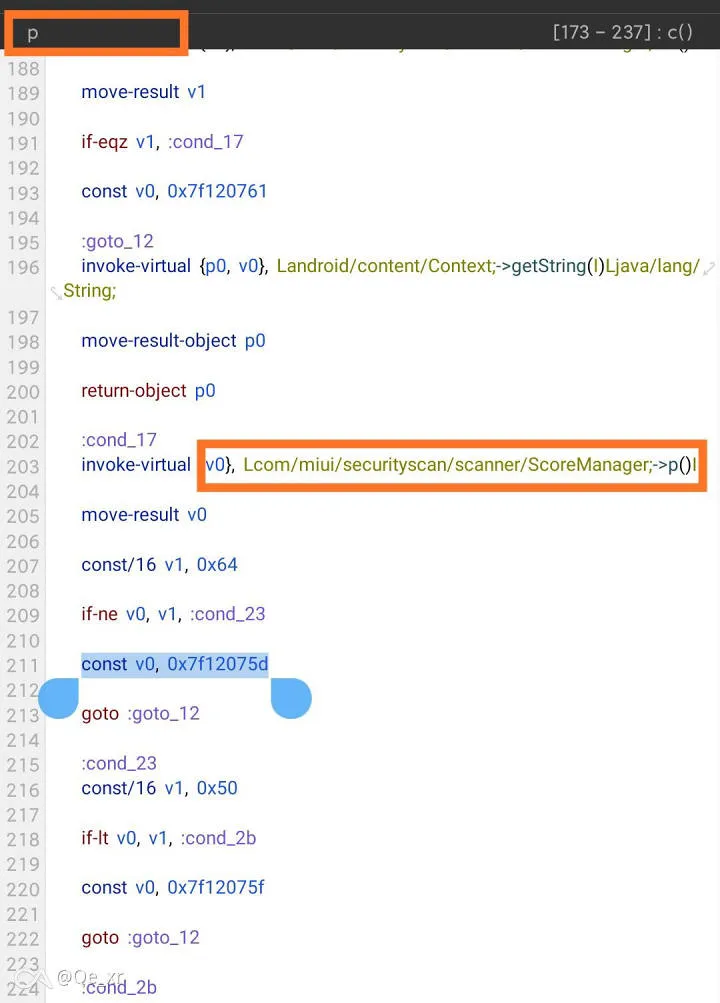 p
[173 – 237] : c()
188
189 move-result v1
190
191 if-eqz v1, :cond_17
192
193 const v0, 0x7f120761
194
195 :goto_12
196 invoke-virtual {p0, v0}, Landroid/content/Context;->getString(I)Ljava/lang/
String;
197
198 move-result-object p0
199
200 return-object p0
201
202 :cond_17
203 invoke-virtual v0}, Lcom/miui/securityscan/scanner/ScoreManager;->p()I
204
205 move-result v0
206
207 const/16 v1, 0x64
208
209 if-ne v0, v1, :cond_23
210
211 const v0, 0x7f12075d
212
213 goto :goto_12
214
215 :cond_23
216 const/16 v1, 0x50
217
218 if-lt v0, v1, :cond_2b
219
220 const v0, 0x7f12075f
221
222 goto :goto_12
223
224 :cond_2b